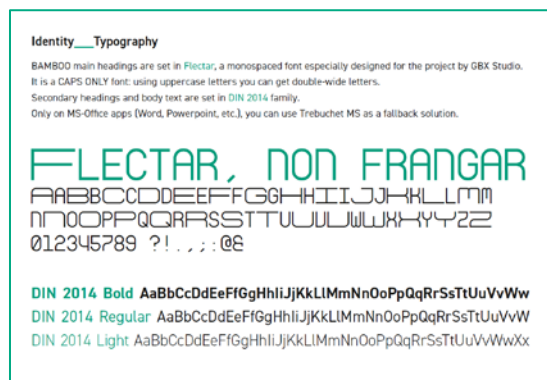 Identity__Typography
BAMBOO main headings are set in Flectar, a monospaced font especially designed for the project by GBX Studio.
It is a CAPS ONLY font: using uppercase letters you can get double-wide letters.
Secondary headings and body text are set in DIN 2014 family.
Only on MS-Office apps (Word, Powerpoint, etc.), you can use Trebuchet MS as a fallback solution.
FLECTAR, NON FRANGAR
AABBCCDDEEFFGGHHIIJJKKLLMM
NNOOPPQQRRSSTTUUVVWWXXYYZZ
0123456789 ?!.,;:@&
DIN 2014 Bold AaBbCcDdEeFfGgHhIiJjKkLlMmNnOoPpQqRrSsTtUuVvWw
DIN 2014 Regular AaBbCcDdEeFfGgHhIiJjKkLlMmNnOoPpQqRrSsTtUuVvW
DIN 2014 Light AaBbCcDdEeFfGgHhIiJjKkLlMmNnOoPpQqRrSsTtUuVvWwXx